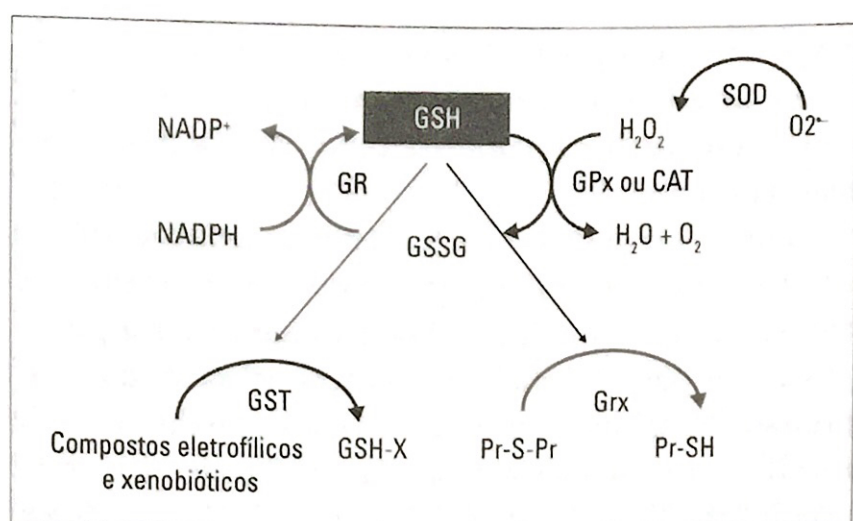 GSH
SOD
NADP⁺
H₂O₂
O2•⁻
GR
GPx ou CAT
NADPH
GSSG
H₂O + O₂
GST
Grx
Compostos eletrofílicos
e xenobióticos
GSH-X
Pr-S-Pr
Pr-SH